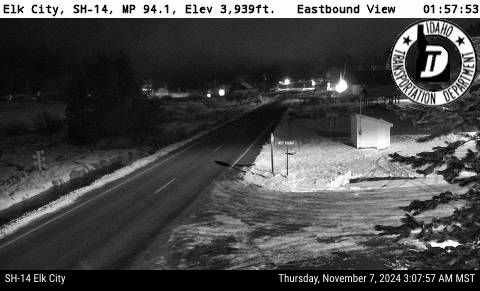 Elk City, SH-14, MP 94.1, Elev 3,939ft. Eastbound View 01:57:53
IDAHO
TRANSPORTATION DEPARTMENT
SH-14 Elk City Thursday, November 7, 2024 3:07:57 AM MST